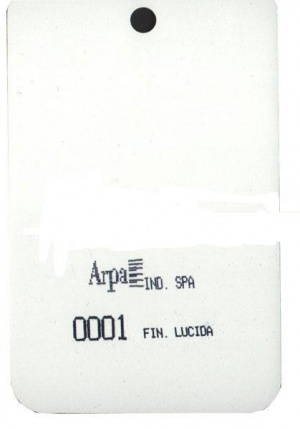 Arpa IND. SPA
0001 FIN. LUCIDA